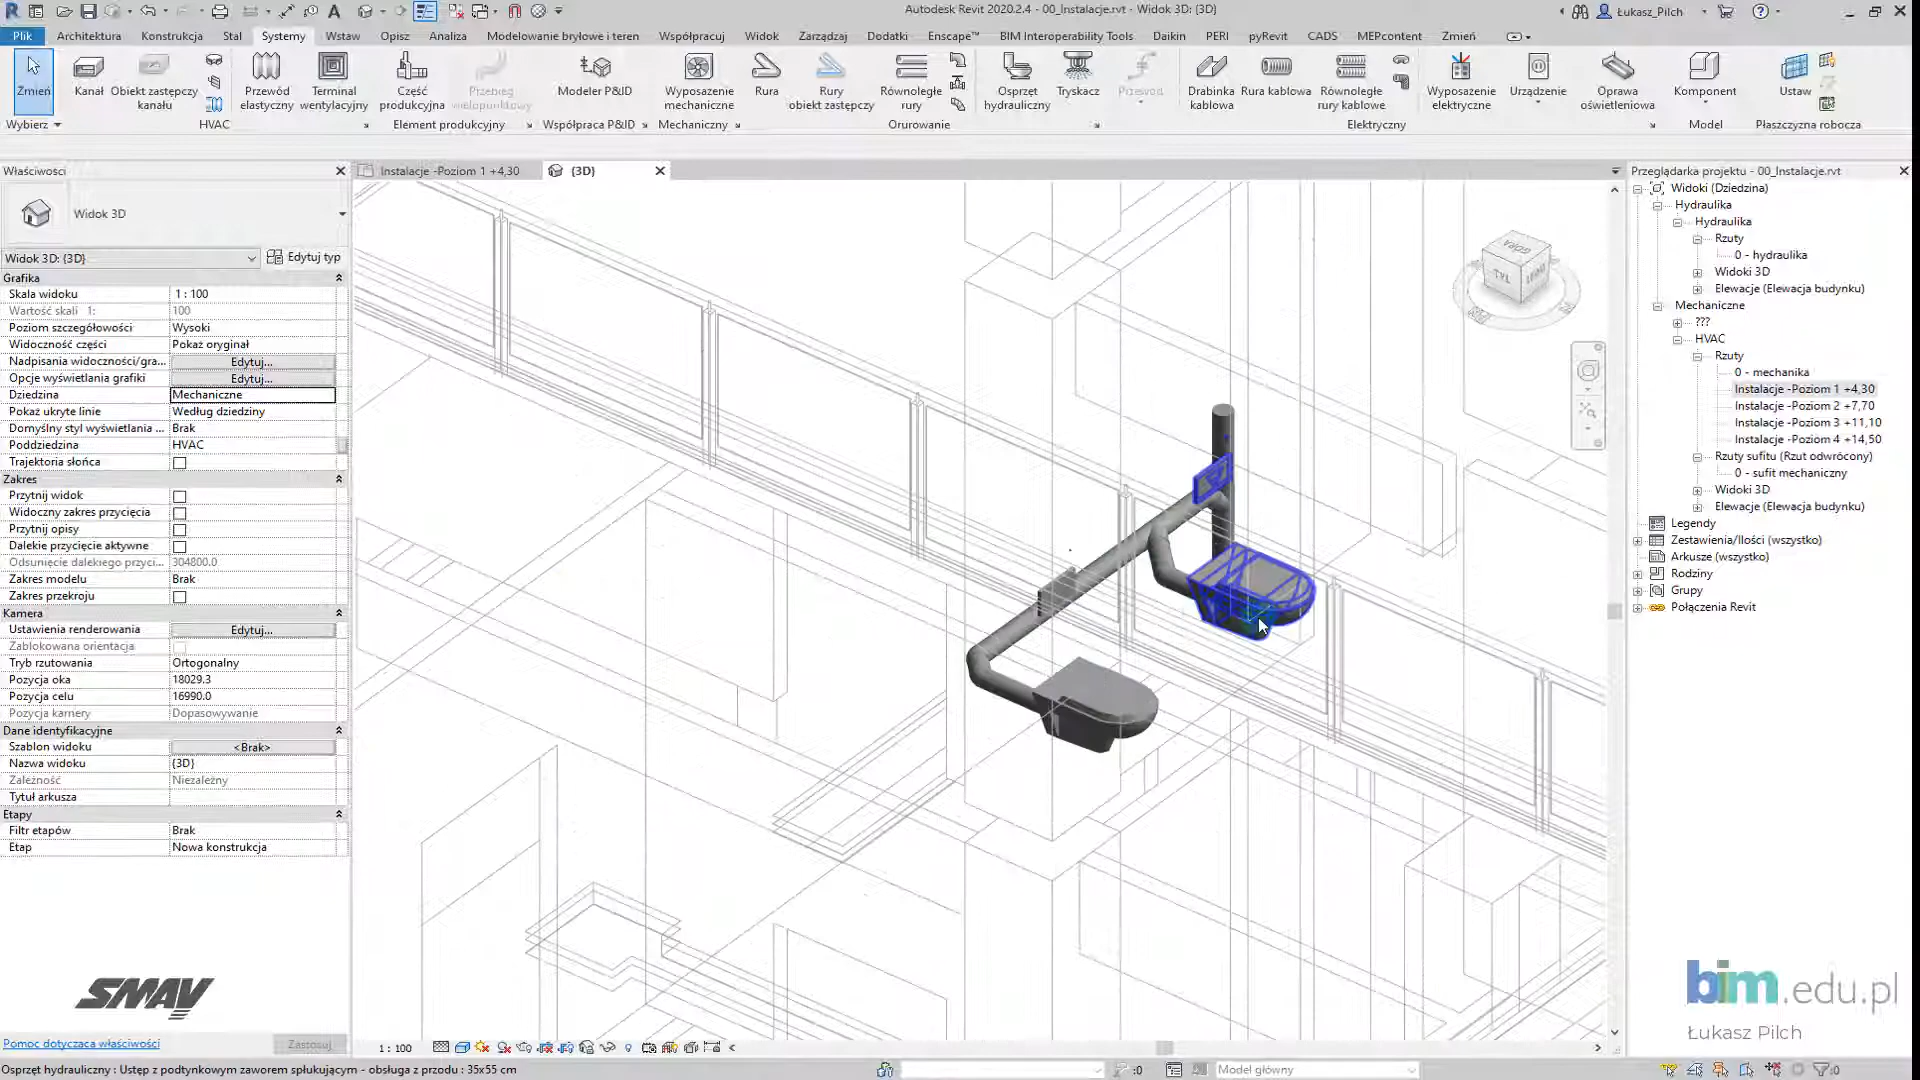 Autodesk Revit 2020.2.4 - 00_Instalacje.rvt - Widok 3D: {3D}
Łukasz_Pilch
Plik Architektura Konstrukcja Stal Systemy Wstaw Opisz Analiza Modelowanie bryłowe i teren Współpracuj Widok Zarządzaj Dodatki Enscape™ BIM Interoperability Tools Daikin PERI pyRevit CADS MEPcontent Zmień
Zmień
Kanał
Obiekt zastępczy
kanału
Przewód
elastyczny
Terminal
wentylacyjny
Część
produkcyjna
Przebieg
wielopunktowy
Modeler P&ID
Wyposażenie
mechaniczne
Rura
Rury
obiekt zastępczy
Równoległe
rury
Osprzęt
hydrauliczny
Tryskacz
Przewód
Drabinka
kablowa
Rura kablowa
Równoległe
rury kablowe
Wyposażenie
elektryczne
Urządzenie
Oprawa
oświetleniowa
Komponent
Ustaw
Wybierz HVAC Element produkcyjny Współpraca P&ID Mechaniczny Orurowanie Elektryczny Model Płaszczyzna robocza
Właściwości
Widok 3D
Widok 3D: {3D} Edytuj typ
Grafika
Skala widoku 1 : 100
Wartość skali 1: 100
Poziom szczegółowości Wysoki
Widoczność części Pokaż oryginał
Nadpisania widoczności/gra... Edytuj...
Opcje wyświetlania grafiki Edytuj...
Dziedzina Mechaniczne
Pokaż ukryte linie Według dziedziny
Domyślny styl wyświetlania ... Brak
Poddziedzina HVAC
Trajektoria słońca
Zakres
Przytnij widok
Widoczny zakres przycięcia
Przytnij opisy
Dalekie przycięcie aktywne
Odsunięcie dalekiego przyci... 304800.0
Zakres modelu Brak
Zakres przekroju
Kamera
Ustawienia renderowania Edytuj...
Zablokowana orientacja
Tryb rzutowania Ortogonalny
Pozycja oka 18029.3
Pozycja celu 16990.0
Pozycja kamery Dopasowywanie
Dane identyfikacyjne
Szablon widoku <Brak>
Nazwa widoku {3D}
Zależność Niezależny
Tytuł arkusza
Etapy
Filtr etapów Brak
Etap Nowa konstrukcja
SMAY
Pomoc dotycząca właściwości Zastosuj
Instalacje -Poziom 1 +4,30 {3D}
GÓRA
TYŁ
Przeglądarka projektu - 00_Instalacje.rvt
Widoki (Dziedzina)
Hydraulika
Hydraulika
Rzuty
0 - hydraulika
Widoki 3D
Elewacje (Elewacja budynku)
Mechaniczne
???
HVAC
Rzuty
0 - mechanika
Instalacje -Poziom 1 +4,30
Instalacje -Poziom 2 +7,70
Instalacje -Poziom 3 +11,10
Instalacje -Poziom 4 +14,50
Rzuty sufitu (Rzut odwrócony)
0 - sufit mechaniczny
Widoki 3D
Elewacje (Elewacja budynku)
Legendy
Zestawienia/Ilości (wszystko)
Arkusze (wszystko)
Rodziny
Grupy
Połączenia Revit
bim.edu.pl
Łukasz Pilch
1 : 100
Osprzęt hydrauliczny : Ustęp z podtynkowym zaworem spłukującym - obsługa z przodu : 35x55 cm
:0
Model główny
:0